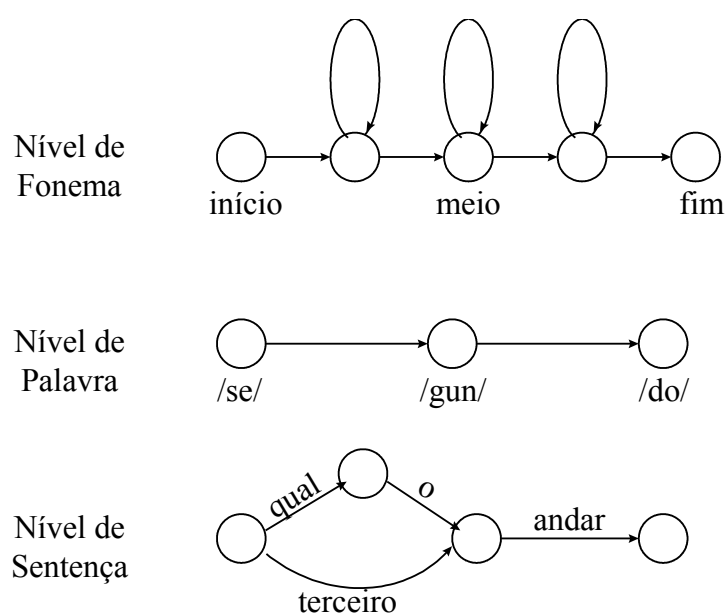 Nível de
Fonema
início
meio
fim
Nível de
Palavra
/se/
/gun/
/do/
Nível de
Sentença
qual
o
andar
terceiro